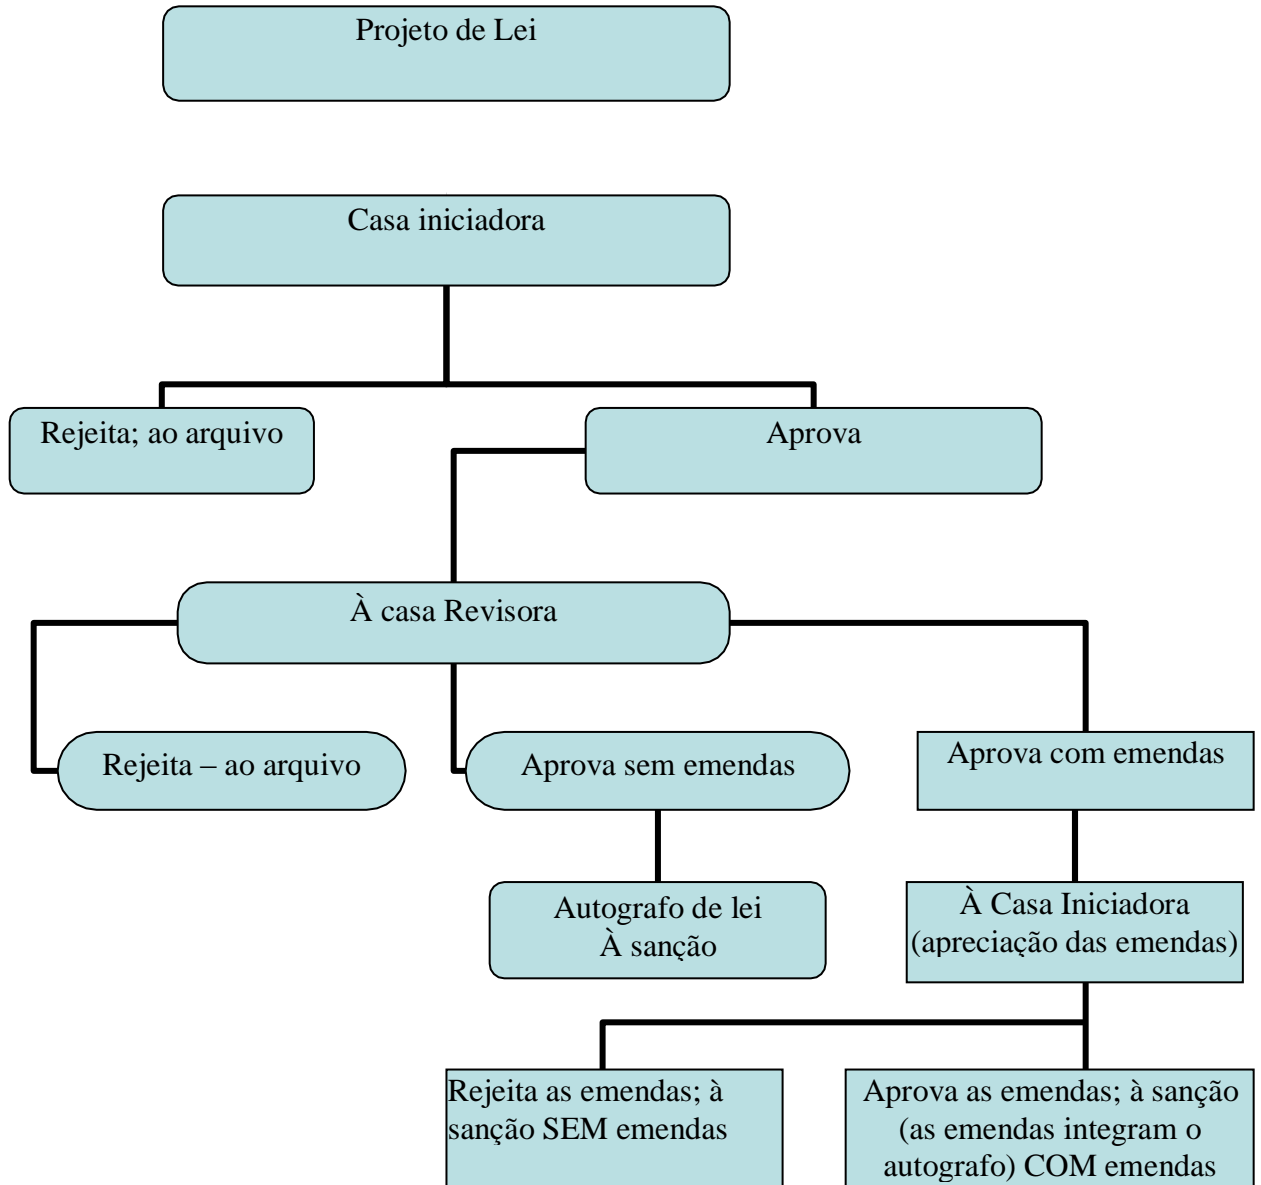 Projeto de Lei
Casa iniciadora
Rejeita; ao arquivo
Aprova
À casa Revisora
Rejeita – ao arquivo
Aprova sem emendas
Aprova com emendas
Autografo de lei
À sanção
À Casa Iniciadora
(apreciação das emendas)
Rejeita as emendas; à
sanção SEM emendas
Aprova as emendas; à sanção
(as emendas integram o
autografo) COM emendas